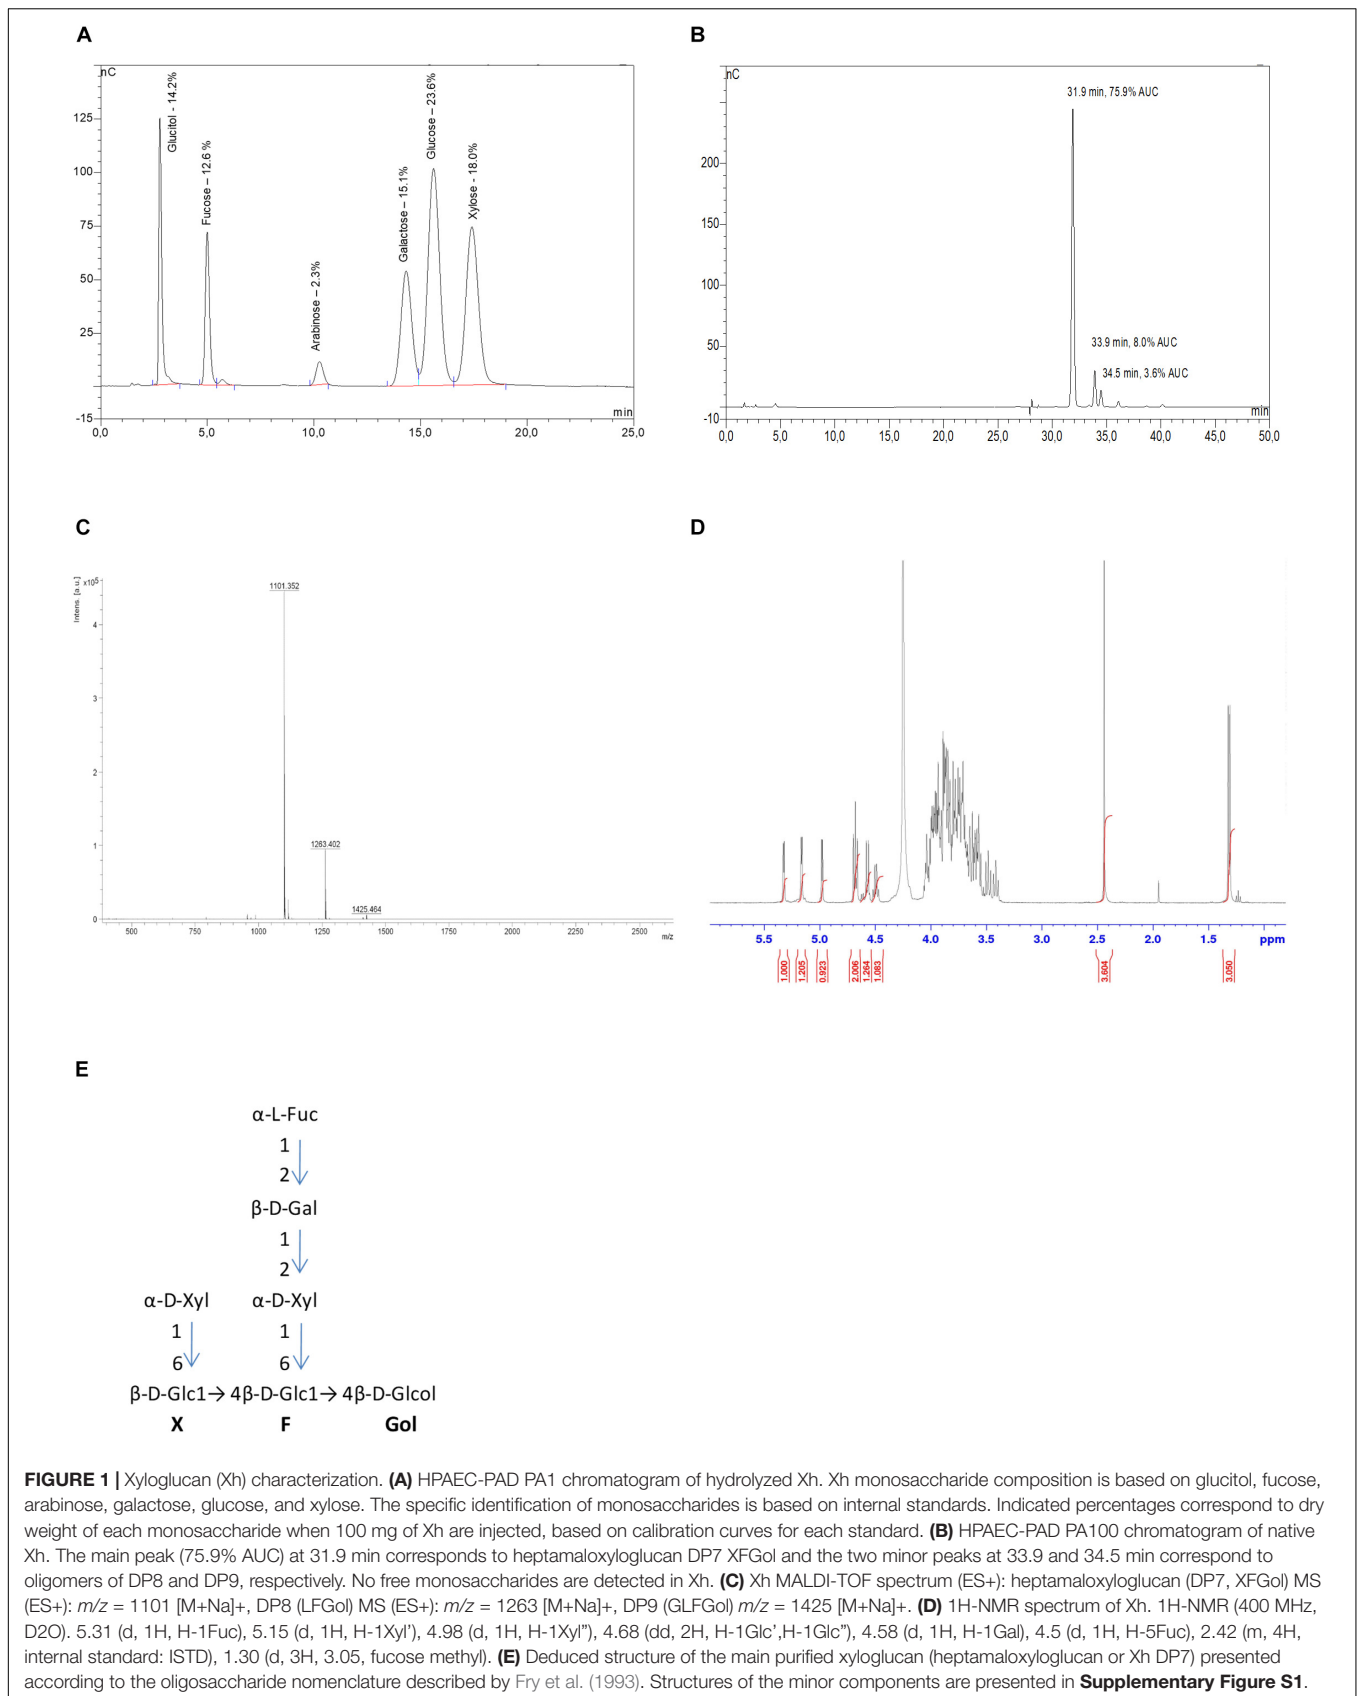 A
nC
125
100
75
50
25
-15
Glucitol - 14.2%
Fucose – 12.6 %
Arabinose – 2.3%
Galactose – 15.1%
Glucose – 23.6%
Xylose - 18.0%
min
0,0 5,0 10,0 15,0 20,0 25,0
B
nC
200
150
100
50
-10
31.9 min, 75.9% AUC
33.9 min, 8.0% AUC
34.5 min, 3.6% AUC
min
0,0 5,0 10,0 15,0 20,0 25,0 30,0 35,0 40,0 45,0 50,0
C
Intens. [a.u.]
x10⁵
4
3
2
1
0
1101.352
1263.402
1425.464
500 750 1000 1250 1500 1750 2000 2250 2500
m/z
D
5.5 5.0 4.5 4.0 3.5 3.0 2.5 2.0 1.5 ppm
1.000 1.205 0.923 2.006 1.264 1.083 3.604 3.050
E
α-L-Fuc
1
2
β-D-Gal
1
2
α-D-Xyl α-D-Xyl
1 1
6 6
β-D-Glc1→ 4β-D-Glc1→ 4β-D-Glcol
X F Gol
FIGURE 1 | Xyloglucan (Xh) characterization. (A) HPAEC-PAD PA1 chromatogram of hydrolyzed Xh. Xh monosaccharide composition is based on glucitol, fucose,
arabinose, galactose, glucose, and xylose. The specific identification of monosaccharides is based on internal standards. Indicated percentages correspond to dry
weight of each monosaccharide when 100 mg of Xh are injected, based on calibration curves for each standard. (B) HPAEC-PAD PA100 chromatogram of native
Xh. The main peak (75.9% AUC) at 31.9 min corresponds to heptamaloxyloglucan DP7 XFGol and the two minor peaks at 33.9 and 34.5 min correspond to
oligomers of DP8 and DP9, respectively. No free monosaccharides are detected in Xh. (C) Xh MALDI-TOF spectrum (ES+): heptamaloxyloglucan (DP7, XFGol) MS
(ES+): m/z = 1101 [M+Na]+, DP8 (LFGol) MS (ES+): m/z = 1263 [M+Na]+, DP9 (GLFGol) m/z = 1425 [M+Na]+. (D) 1H-NMR spectrum of Xh. 1H-NMR (400 MHz,
D2O). 5.31 (d, 1H, H-1Fuc), 5.15 (d, 1H, H-1Xyl'), 4.98 (d, 1H, H-1Xyl"), 4.68 (dd, 2H, H-1Glc',H-1Glc"), 4.58 (d, 1H, H-1Gal), 4.5 (d, 1H, H-5Fuc), 2.42 (m, 4H,
internal standard: ISTD), 1.30 (d, 3H, 3.05, fucose methyl). (E) Deduced structure of the main purified xyloglucan (heptamaloxyloglucan or Xh DP7) presented
according to the oligosaccharide nomenclature described by Fry et al. (1993). Structures of the minor components are presented in Supplementary Figure S1.